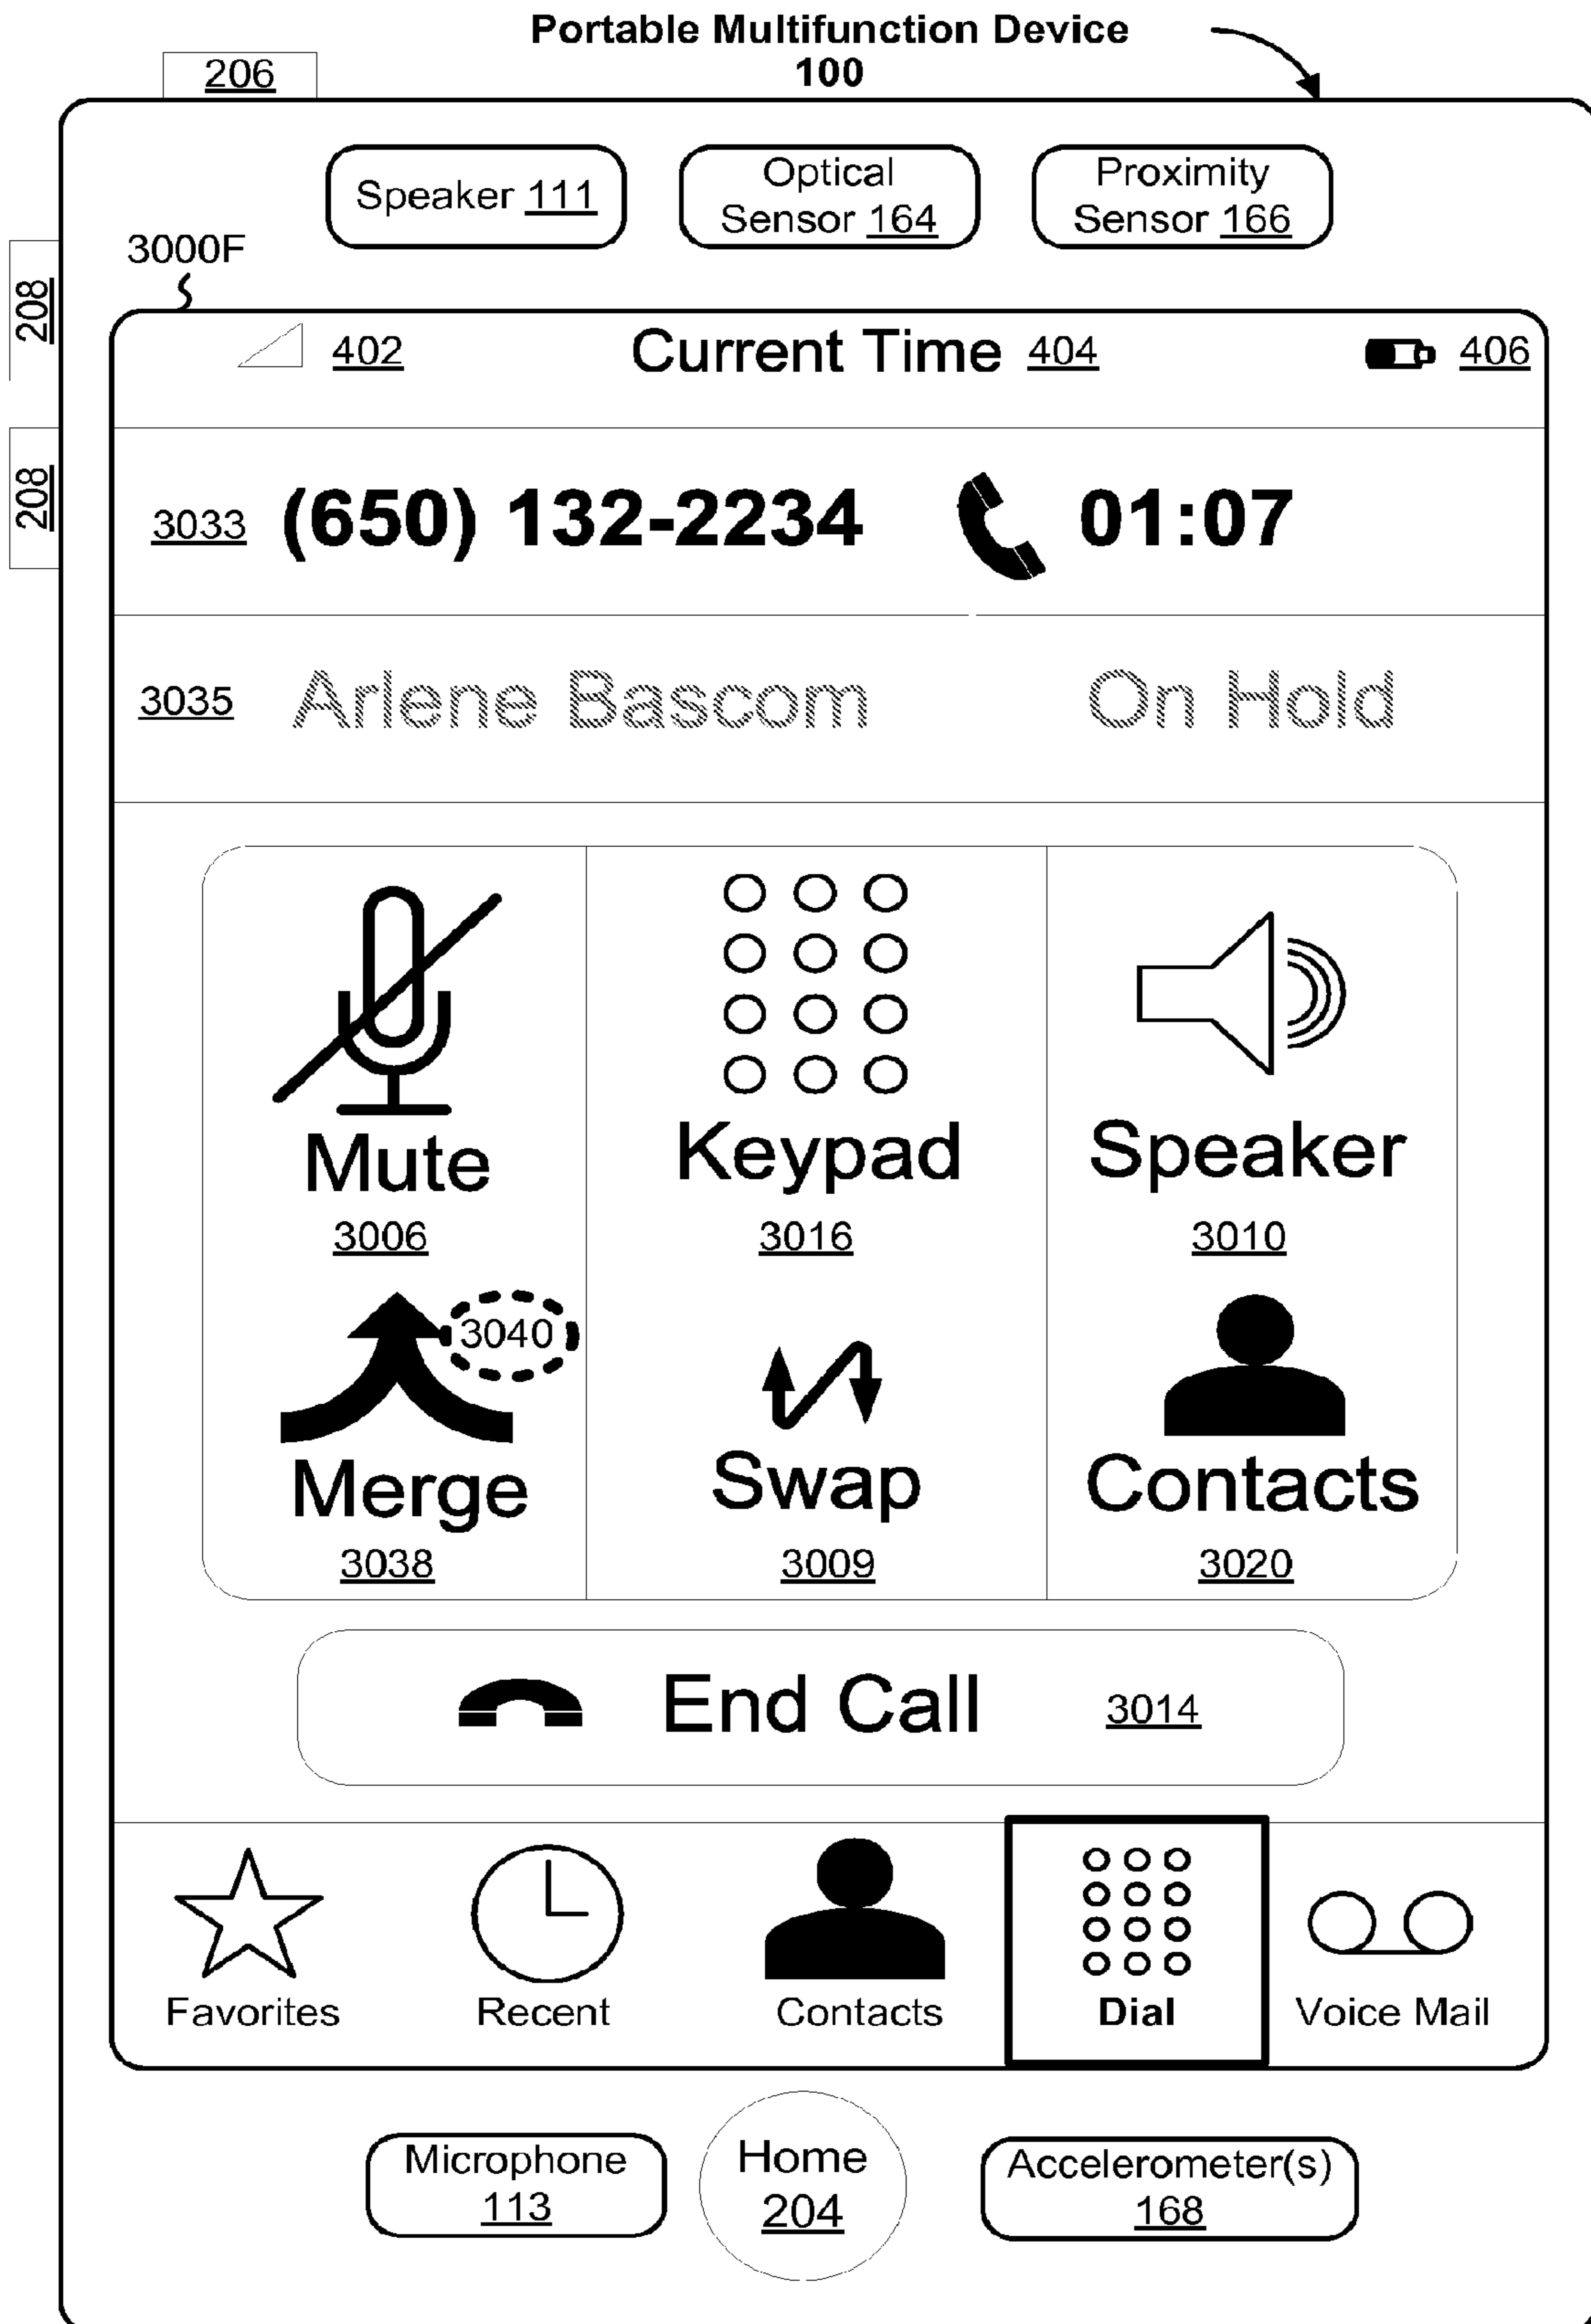 Portable Multifunction Device
100
206
Speaker 111
Optical
Sensor 164
Proximity
Sensor 166
208
3000F
402
Current Time 404
406
208
3033
(650) 132-2234
01:07
3035
Arlene Bascom
On Hold
Mute
3006
Keypad
3016
Speaker
3010
3040
Merge
3038
Swap
3009
Contacts
3020
End Call 3014
Favorites
Recent
Contacts
Dial
Voice Mail
Microphone
113
Home
204
Accelerometer(s)
168